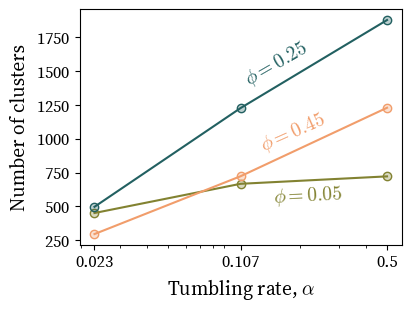 Number of clusters
1750
1500
1250
1000
750
500
250
ϕ = 0.25
ϕ = 0.45
ϕ = 0.05
0.023 0.107 0.5
Tumbling rate, α